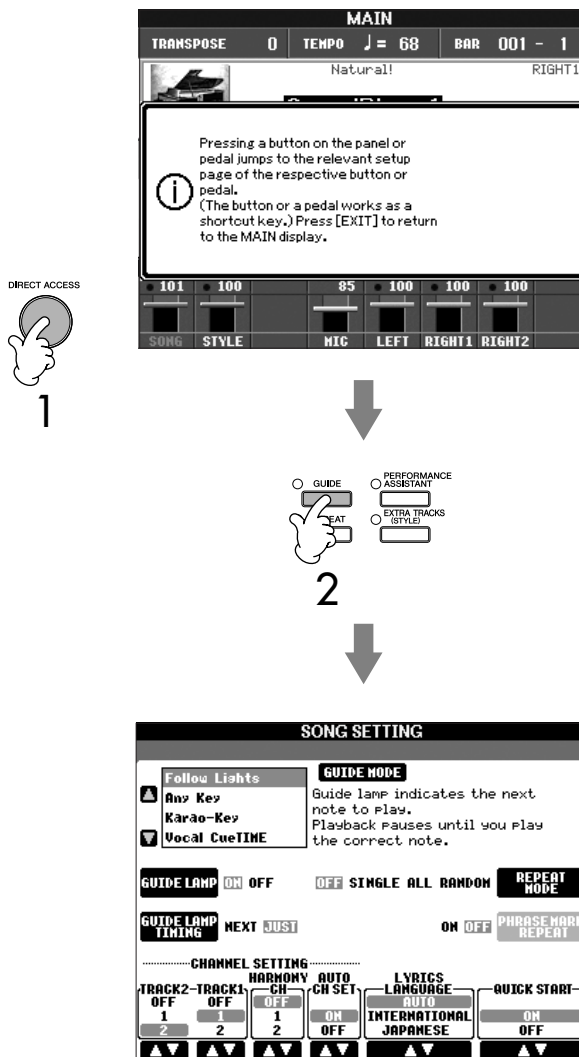 MAIN
TRANSPOSE 0 TEMPO ♩= 68 BAR 001 - 1
Natural! RIGHT1
Pressing a button on the panel or
pedal jumps to the relevant setup
page of the respective button or
pedal.
(The button or a pedal works as a
shortcut key.) Press [EXIT] to return
to the MAIN display.
DIRECT ACCESS
101 100 85 100 100 100
SONG STYLE MIC LEFT RIGHT1 RIGHT2
1
GUIDE
PERFORMANCE
ASSISTANT
EXTRA TRACKS
(STYLE)
2
SONG SETTING
Follow Lights
Any Key
Karao-Key
Vocal CueTIME
GUIDE MODE
Guide lamp indicates the next
note to play.
Playback pauses until you play
the correct note.
GUIDE LAMP ON OFF OFF SINGLE ALL RANDOM REPEAT
MODE
GUIDE LAMP
TIMING NEXT JUST ON OFF PHRASE MARK
REPEAT
CHANNEL SETTING
TRACK2 TRACK1 HARMONY
CH AUTO
CH SET LYRICS
LANGUAGE QUICK START
OFF OFF OFF AUTO
1 1 1 ON INTERNATIONAL ON
2 2 2 OFF JAPANESE OFF